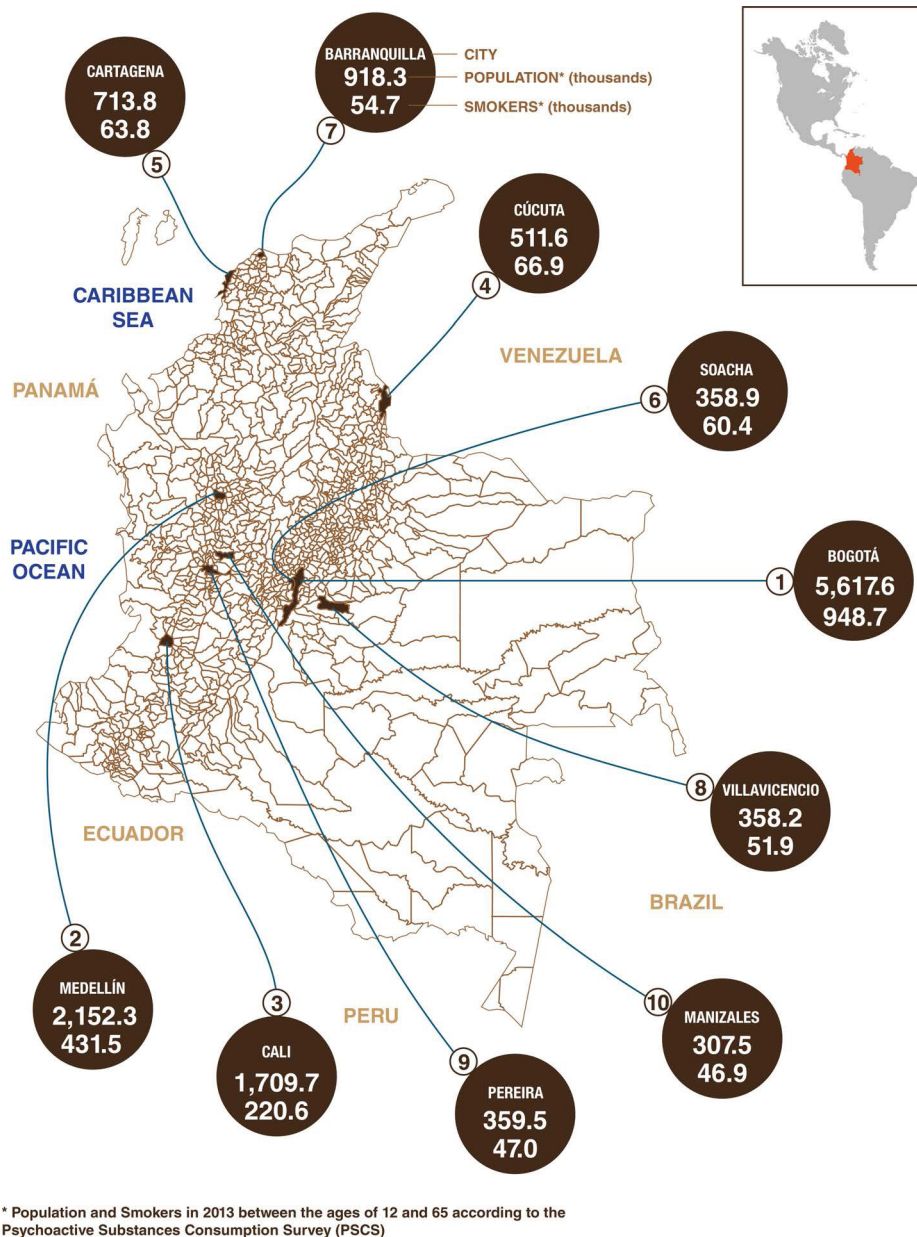 BARRANQUILLA
918.3
54.7
CITY
POPULATION* (thousands)
SMOKERS* (thousands)
7
CARTAGENA
713.8
63.8
5
CÚCUTA
511.6
66.9
4
CARIBBEAN
SEA
VENEZUELA
PANAMÁ
SOACHA
358.9
60.4
6
PACIFIC
OCEAN
BOGOTÁ
5,617.6
948.7
1
VILLAVICENCIO
358.2
51.9
8
ECUADOR
BRAZIL
2
MEDELLÍN
2,152.3
431.5
3
CALI
1,709.7
220.6
PERU
9
PEREIRA
359.5
47.0
10
MANIZALES
307.5
46.9
* Population and Smokers in 2013 between the ages of 12 and 65 according to the
Psychoactive Substances Consumption Survey (PSCS)